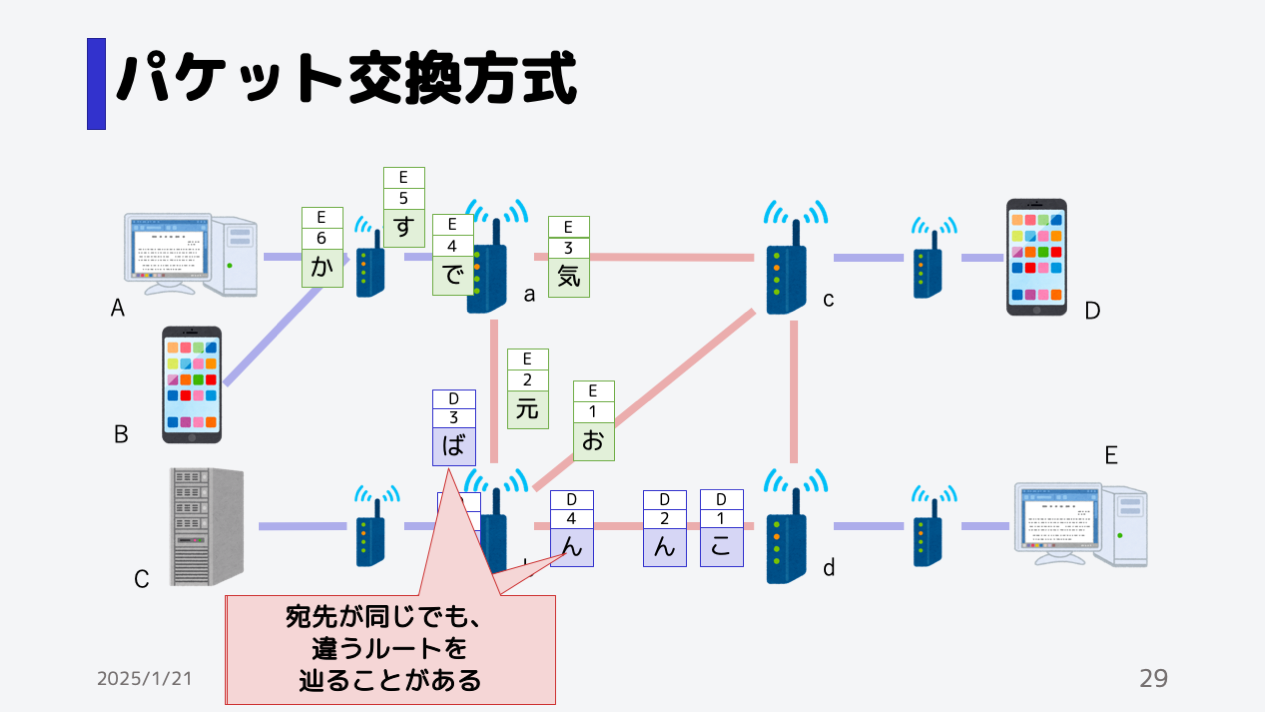 パケット交換方式
E
5
す
E
6
か
E
4
で
E
3
気
a
c
A
D
E
2
元
E
1
お
B
D
3
ば
E
D
4
ん
D
2
ん
D
1
こ
C
d
宛先が同じでも、
違うルートを
辿ることがある
2025/1/21
29